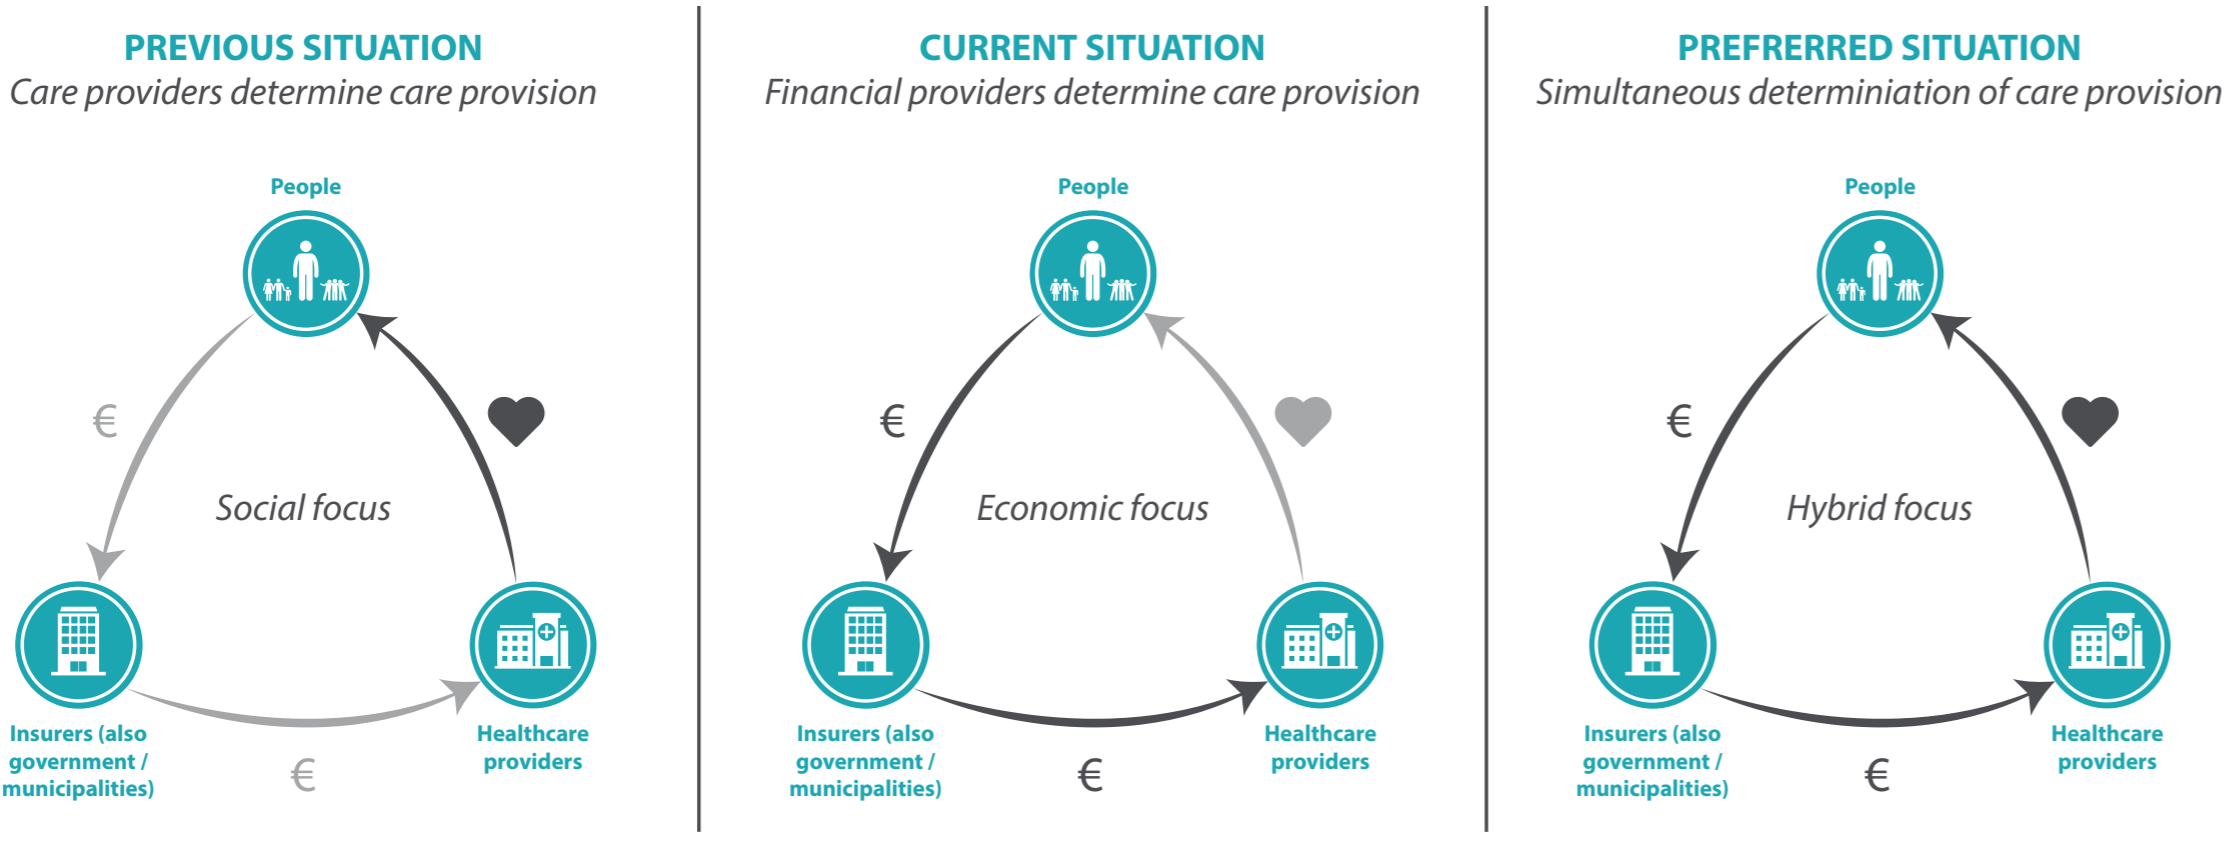 PREVIOUS SITUATION
Care providers determine care provision
People
€
Social focus
Insurers (also
government /
municipalities)
€
Healthcare
providers
CURRENT SITUATION
Financial providers determine care provision
People
€
Economic focus
Insurers (also
government /
municipalities)
€
Healthcare
providers
PREFRERRED SITUATION
Simultaneous determiniation of care provision
People
€
Hybrid focus
Insurers (also
government /
municipalities)
€
Healthcare
providers